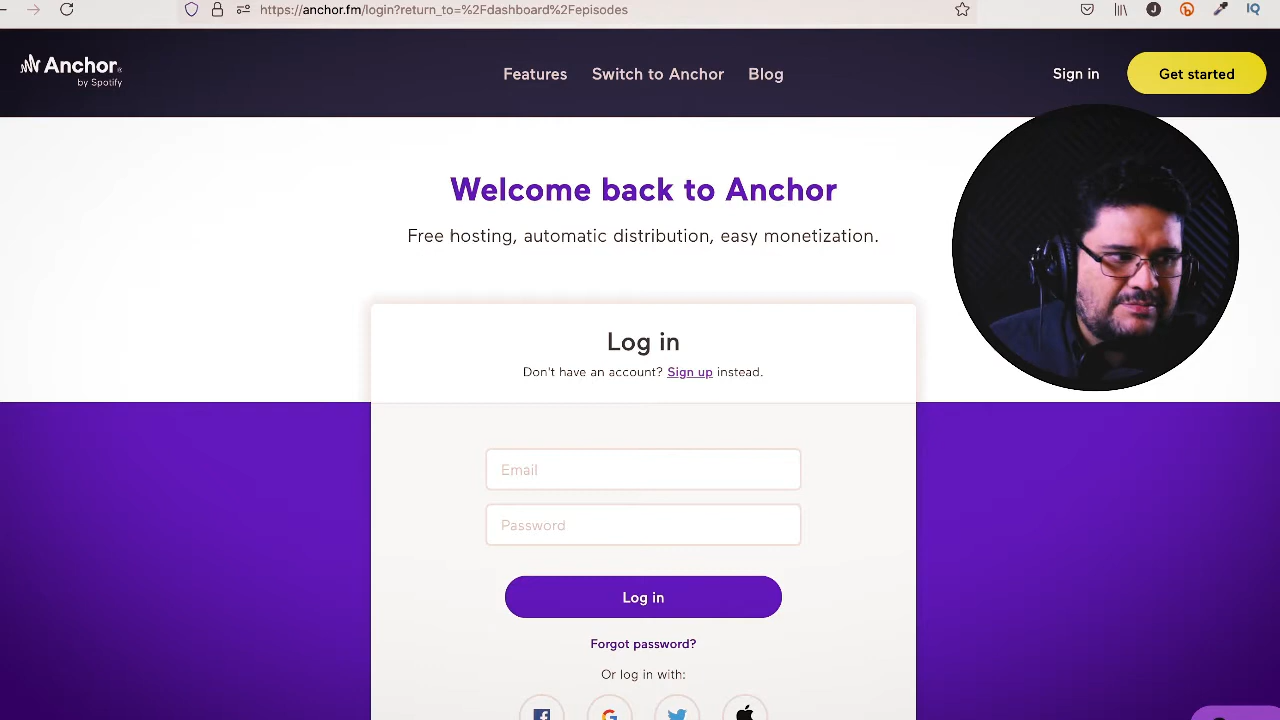 https://anchor.fm/login?return_to=%2Fdashboard%2Fepisodes
J
b
IQ
Anchor
by Spotify
Features
Switch to Anchor
Blog
Sign in
Get started
Welcome back to Anchor
Free hosting, automatic distribution, easy monetization.
Log in
Don't have an account? Sign up instead.
Email
Password
Log in
Forgot password?
Or log in with: